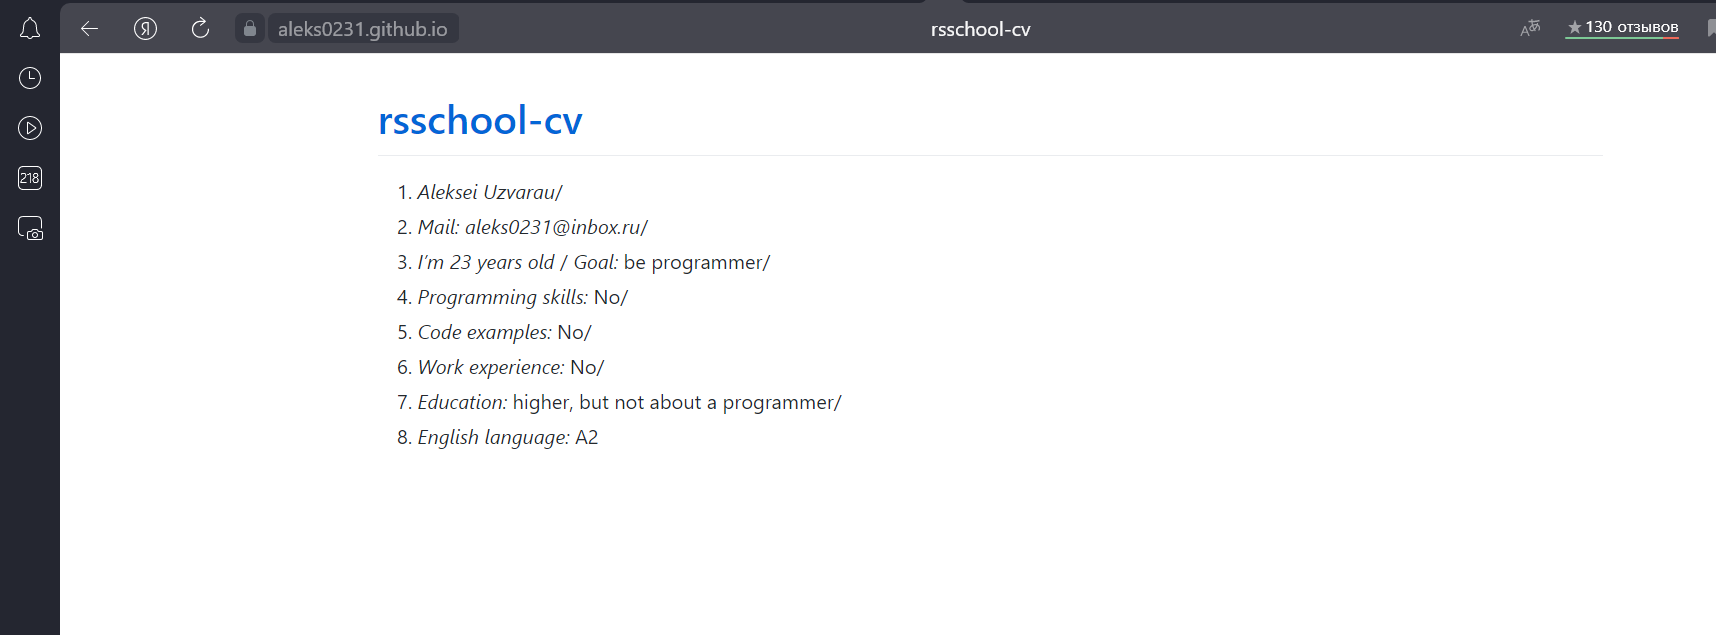 aleks0231.github.io
rsschool-cv
130 отзывов
218
rsschool-cv
1. Aleksei Uzvarau/
2. Mail: aleks0231@inbox.ru/
3. I’m 23 years old / Goal: be programmer/
4. Programming skills: No/
5. Code examples: No/
6. Work experience: No/
7. Education: higher, but not about a programmer/
8. English language: A2